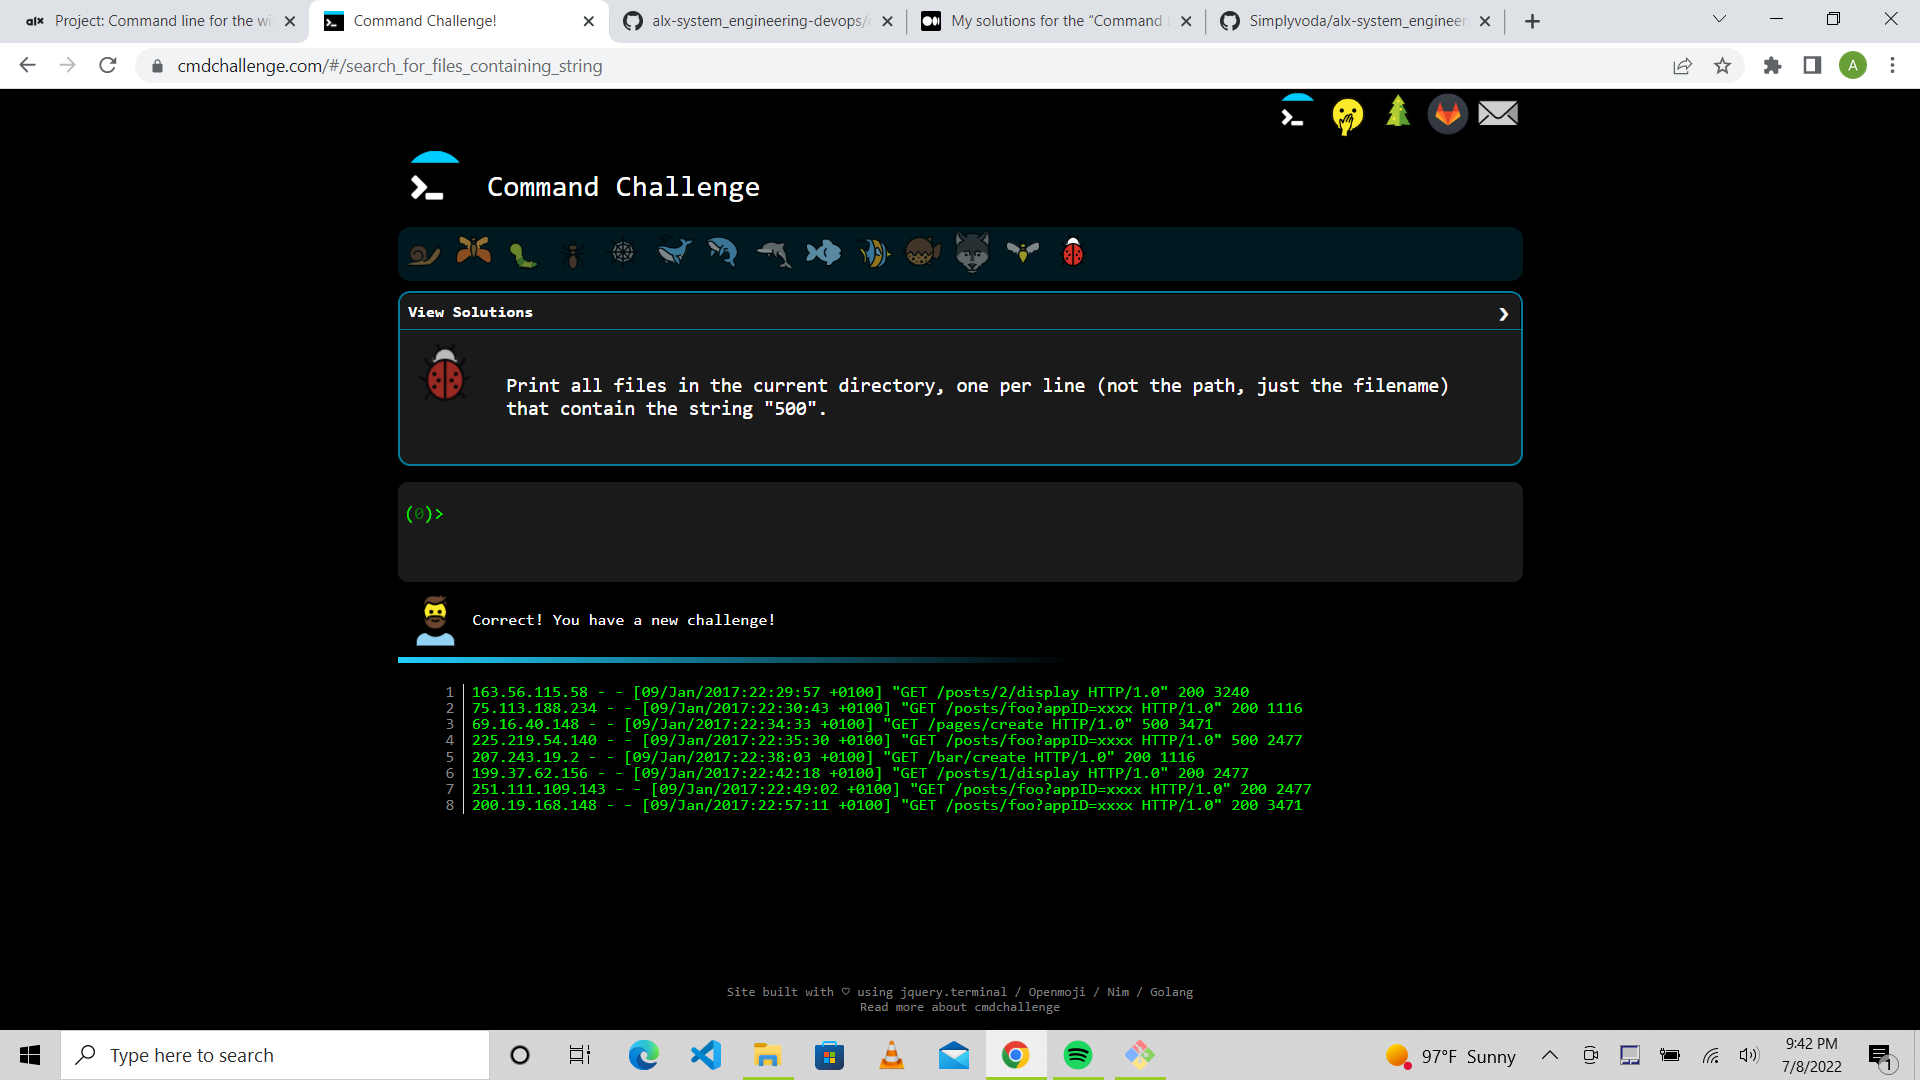 alx Project: Command line for the wi
Command Challenge!
alx-system_engineering-devops/
My solutions for the "Command
Simplyvoda/alx-system_engineer
cmdchallenge.com/#/search_for_files_containing_string
A
Command Challenge
View Solutions
Print all files in the current directory, one per line (not the path, just the filename)
that contain the string "500".
(0)>
Correct! You have a new challenge!
1 163.56.115.58 - - [09/Jan/2017:22:29:57 +0100] "GET /posts/2/display HTTP/1.0" 200 3240
2 75.113.188.234 - - [09/Jan/2017:22:30:43 +0100] "GET /posts/foo?appID=xxxx HTTP/1.0" 200 1116
3 69.16.40.148 - - [09/Jan/2017:22:34:33 +0100] "GET /pages/create HTTP/1.0" 500 3471
4 225.219.54.140 - - [09/Jan/2017:22:35:30 +0100] "GET /posts/foo?appID=xxxx HTTP/1.0" 500 2477
5 207.243.19.2 - - [09/Jan/2017:22:38:03 +0100] "GET /bar/create HTTP/1.0" 200 1116
6 199.37.62.156 - - [09/Jan/2017:22:42:18 +0100] "GET /posts/1/display HTTP/1.0" 200 2477
7 251.111.109.143 - - [09/Jan/2017:22:49:02 +0100] "GET /posts/foo?appID=xxxx HTTP/1.0" 200 2477
8 200.19.168.148 - - [09/Jan/2017:22:57:11 +0100] "GET /posts/foo?appID=xxxx HTTP/1.0" 200 3471
Site built with ♡ using jquery.terminal / Openmoji / Nim / Golang
Read more about cmdchallenge
Type here to search
97°F Sunny
9:42 PM
7/8/2022
1